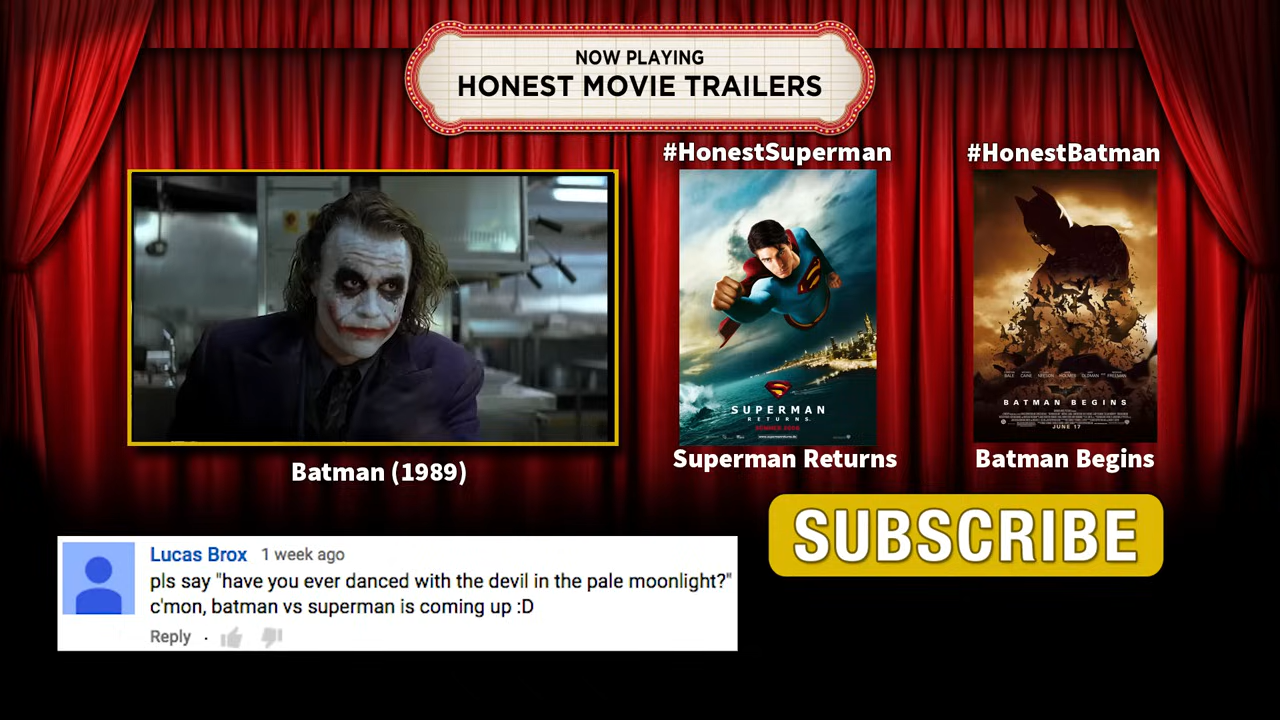 NOW PLAYING
HONEST MOVIE TRAILERS
#HonestSuperman
#HonestBatman
SUPERMAN
RETURNS
BATMAN BEGINS
JUNE 17
Batman (1989)
Superman Returns
Batman Begins
SUBSCRIBE
Lucas Brox 1 week ago
pls say "have you ever danced with the devil in the pale moonlight?"
c'mon, batman vs superman is coming up :D
Reply ·